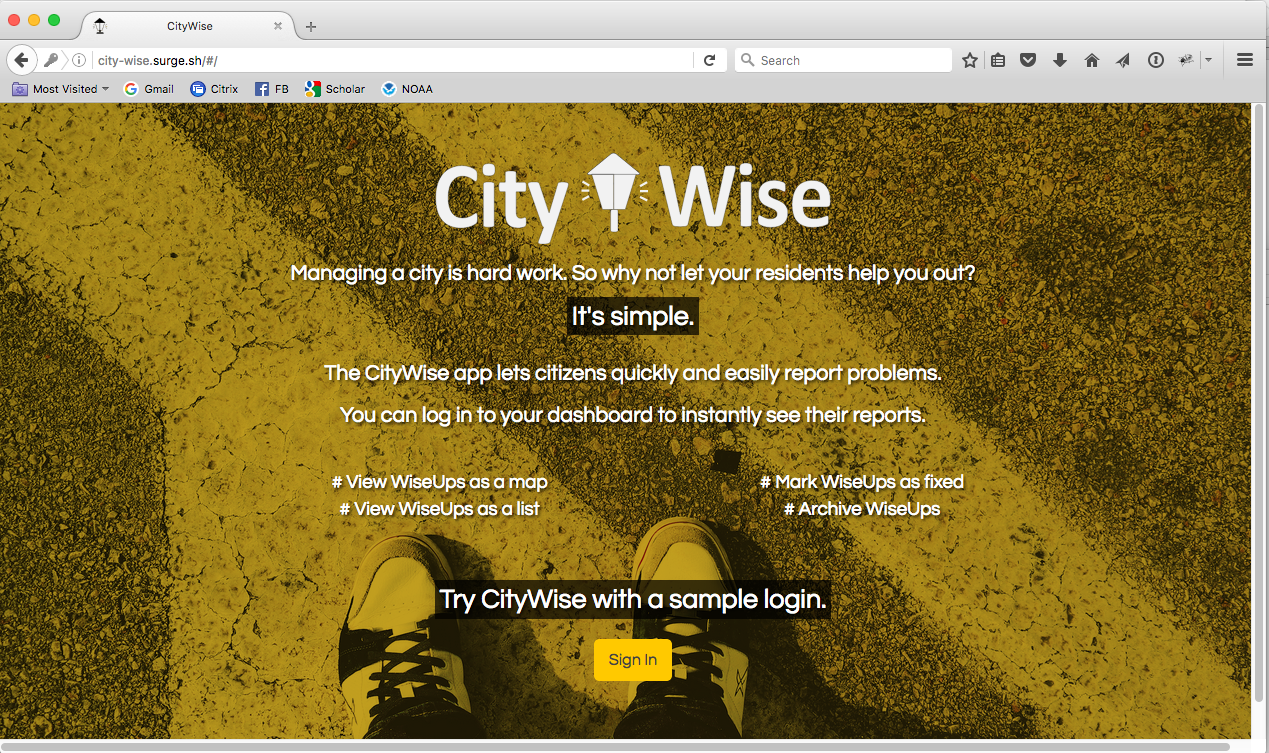 CityWise
city-wise.surge.sh/#/
Search
Most Visited Gmail Citrix FB Scholar NOAA
City Wise
Managing a city is hard work. So why not let your residents help you out?
It's simple.
The CityWise app lets citizens quickly and easily report problems.
You can log in to your dashboard to instantly see their reports.
# View WiseUps as a map
# View WiseUps as a list
# Mark WiseUps as fixed
# Archive WiseUps
Try CityWise with a sample login.
Sign In